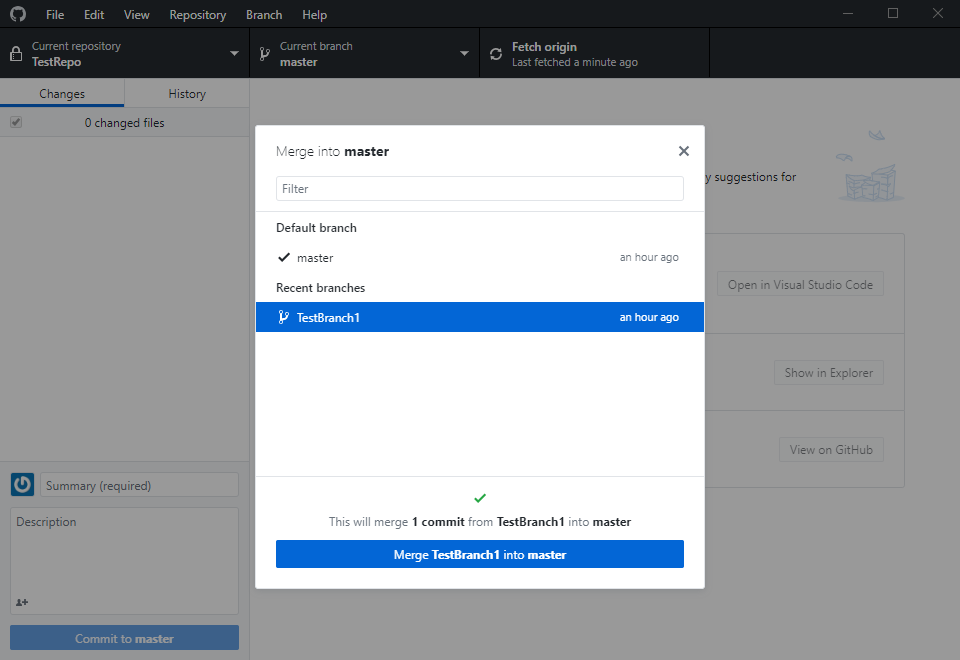 File Edit View Repository Branch Help
Current repository
TestRepo
Current branch
master
Fetch origin
Last fetched a minute ago
Changes History
0 changed files
y suggestions for
Open in Visual Studio Code
Show in Explorer
View on GitHub
Merge into master
Filter
Default branch
master an hour ago
Recent branches
TestBranch1 an hour ago
This will merge 1 commit from TestBranch1 into master
Merge TestBranch1 into master
Summary (required)
Description
Commit to master